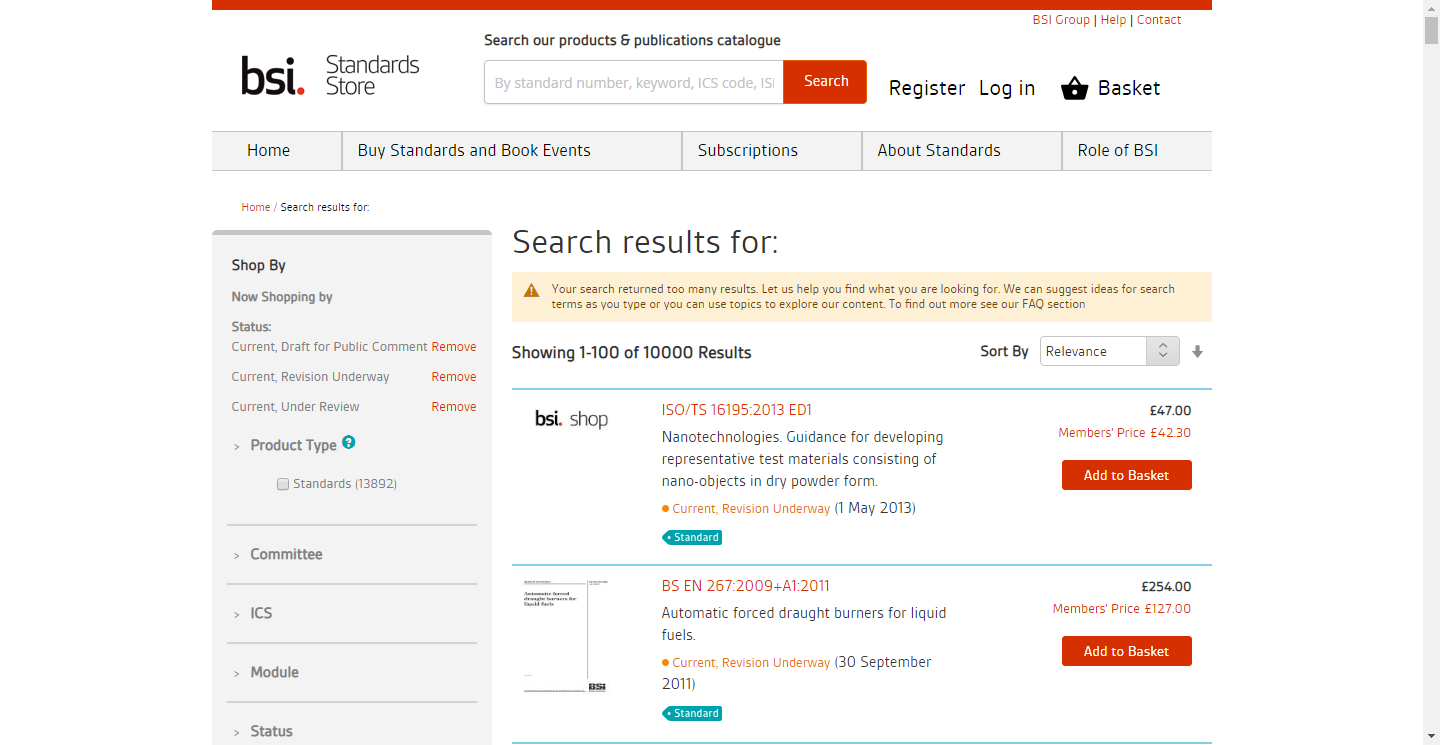 BSI Group | Help | Contact
Search our products & publications catalogue
bsi. Standards Store
By standard number, keyword, ICS code, ISI
Search
Register Log in Basket
Home Buy Standards and Book Events Subscriptions About Standards Role of BSI
Home / Search results for:
Shop By
Now Shopping by
Status:
Current, Draft for Public Comment Remove
Current, Revision Underway Remove
Current, Under Review Remove
> Product Type ?
Standards (13892)
> Committee
> ICS
> Module
> Status
Search results for:
Your search returned too many results. Let us help you find what you are looking for. We can suggest ideas for search
terms as you type or you can use topics to explore our content. To find out more see our FAQ section
Showing 1-100 of 10000 Results
Sort By Relevance
bsi. shop
ISO/TS 16195:2013 ED1
Nanotechnologies. Guidance for developing
representative test materials consisting of
nano-objects in dry powder form.
Current, Revision Underway (1 May 2013)
Standard
£47.00
Members' Price £42.30
Add to Basket
Automatic forced
draught burners for
liquid fuels
BSi
BS EN 267:2009+A1:2011
Automatic forced draught burners for liquid
fuels.
Current, Revision Underway (30 September
2011)
Standard
£254.00
Members' Price £127.00
Add to Basket